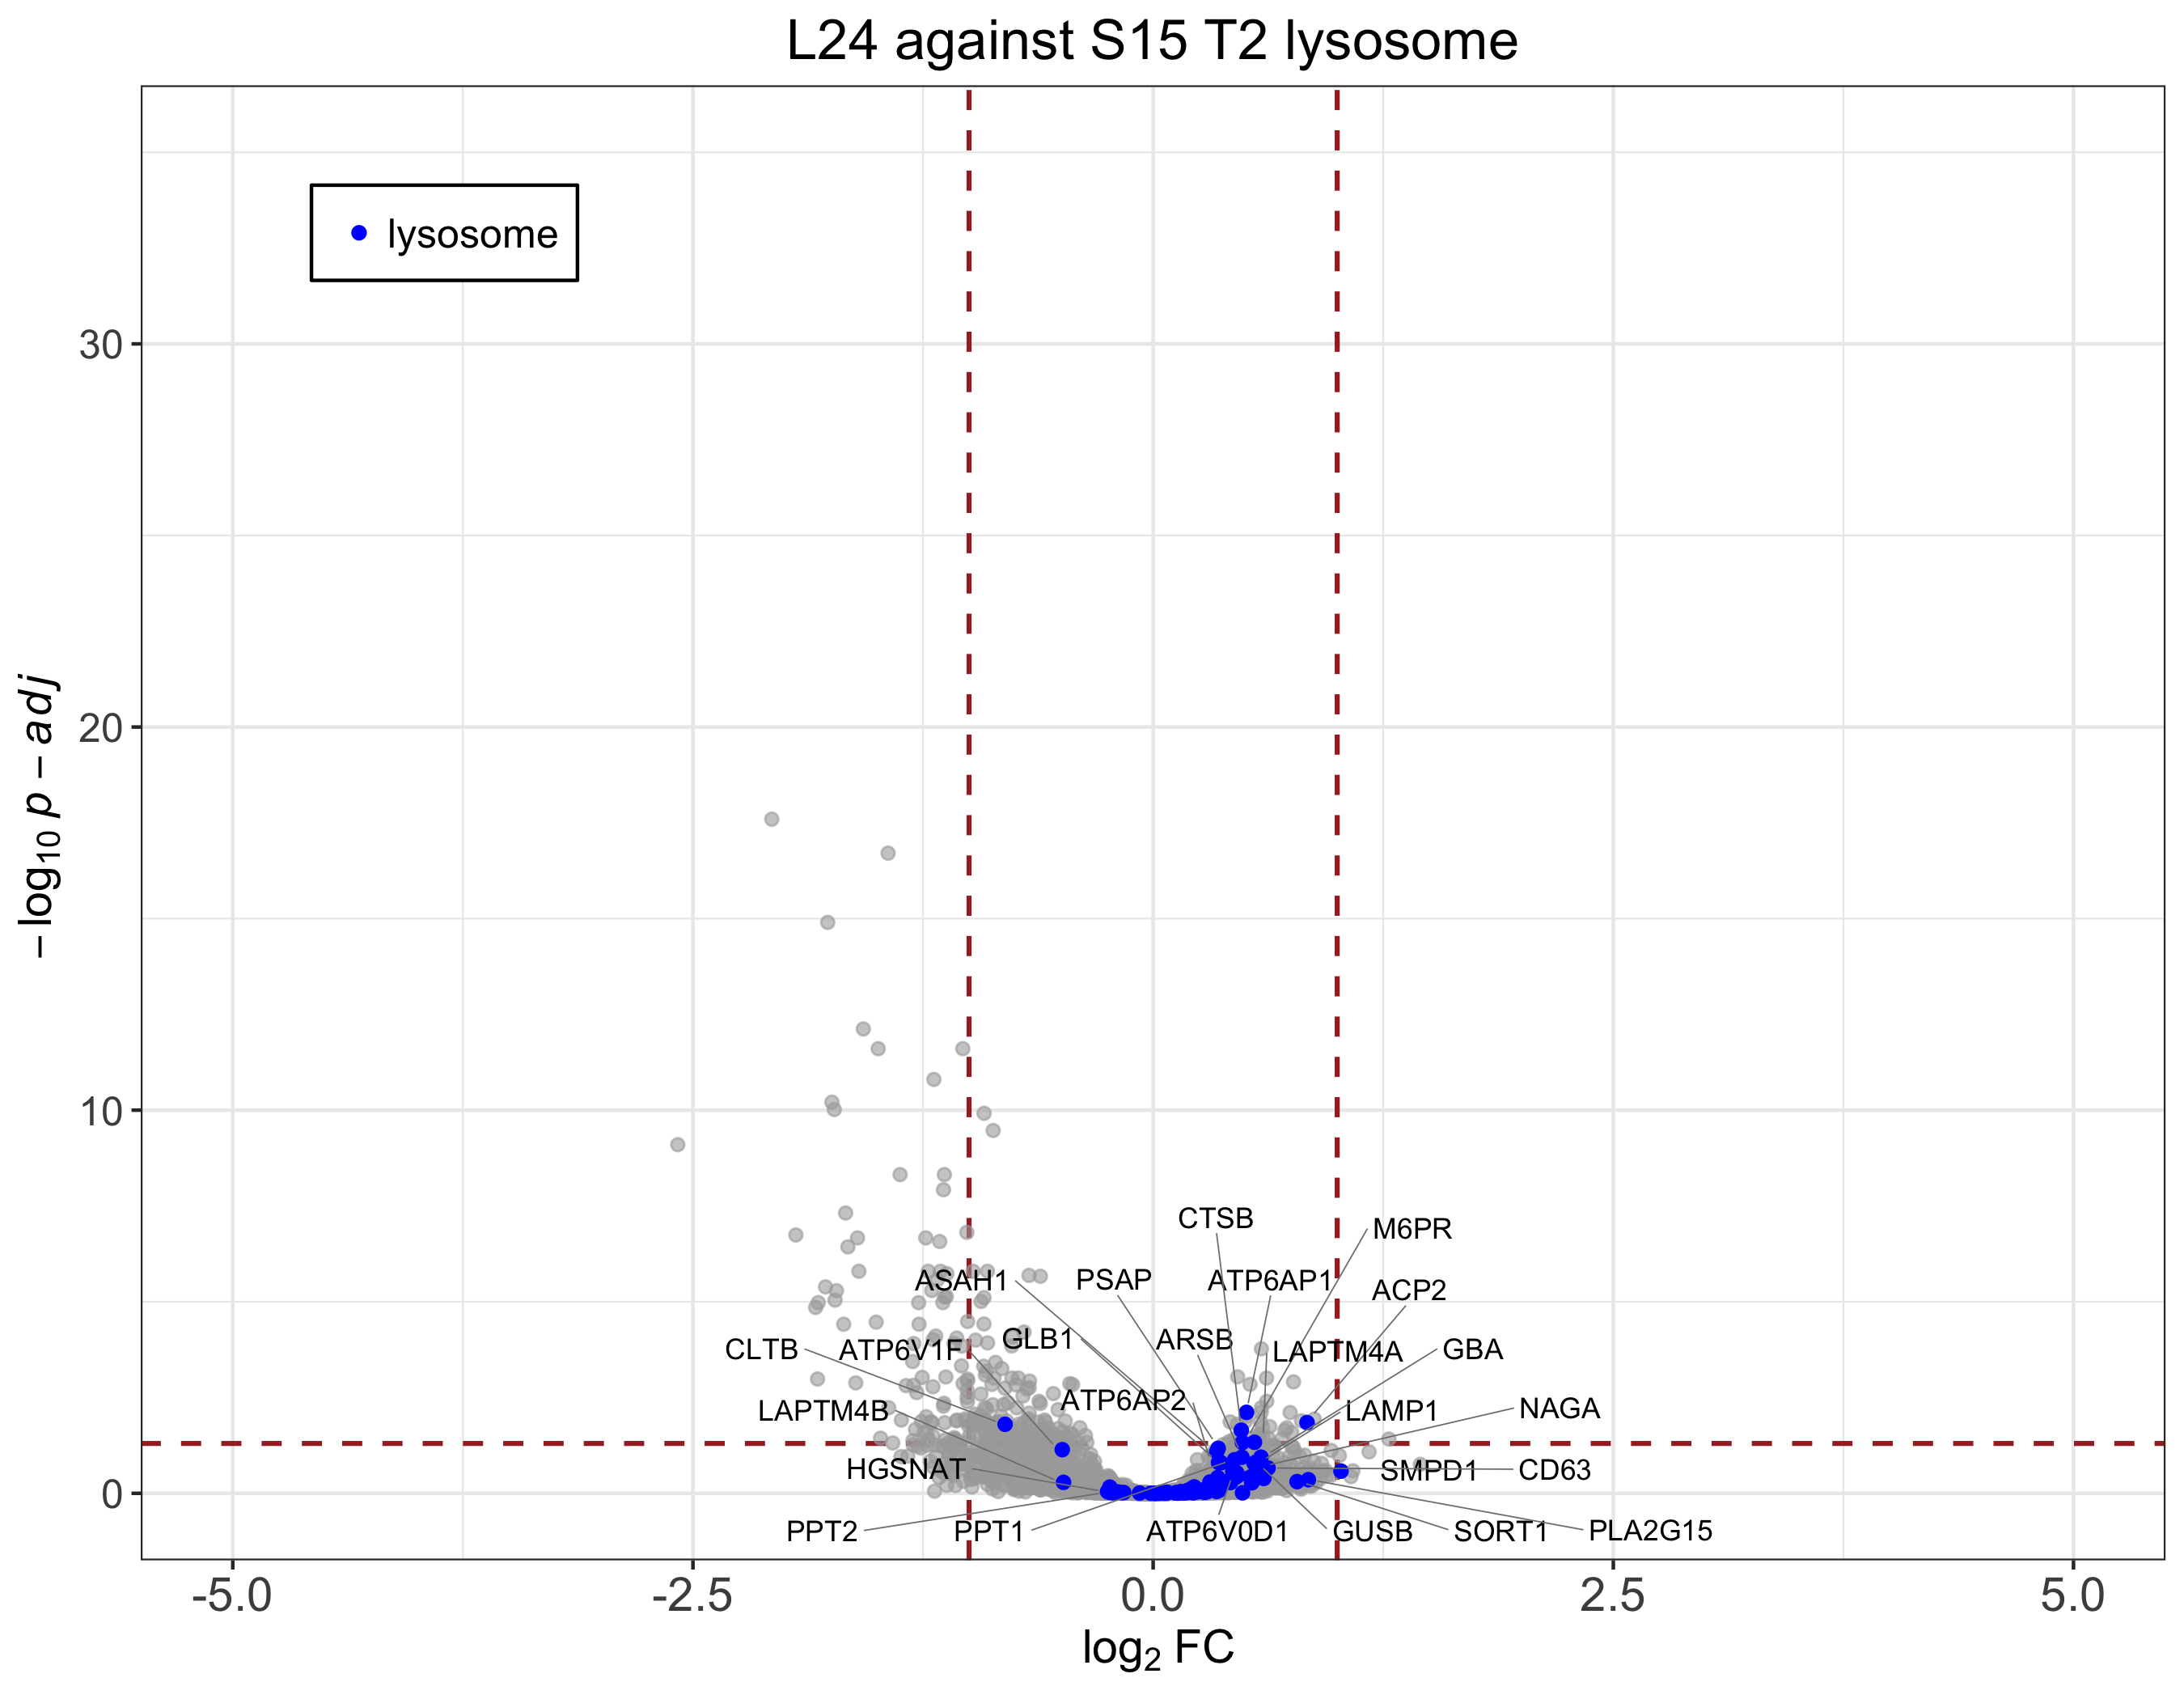 L24 against S15 T2 lysosome
lysosome
30
20
10
0
−log10 p − adj
CTSB
M6PR
ASAH1
PSAP
ATP6AP1
ACP2
CLTB
ATP6V1F
GLB1
ARSB
LAPTM4A
GBA
LAPTM4B
ATP6AP2
LAMP1
NAGA
HGSNAT
SMPD1
CD63
PPT2
PPT1
ATP6V0D1
GUSB
SORT1
PLA2G15
-5.0
-2.5
0.0
2.5
5.0
log2 FC